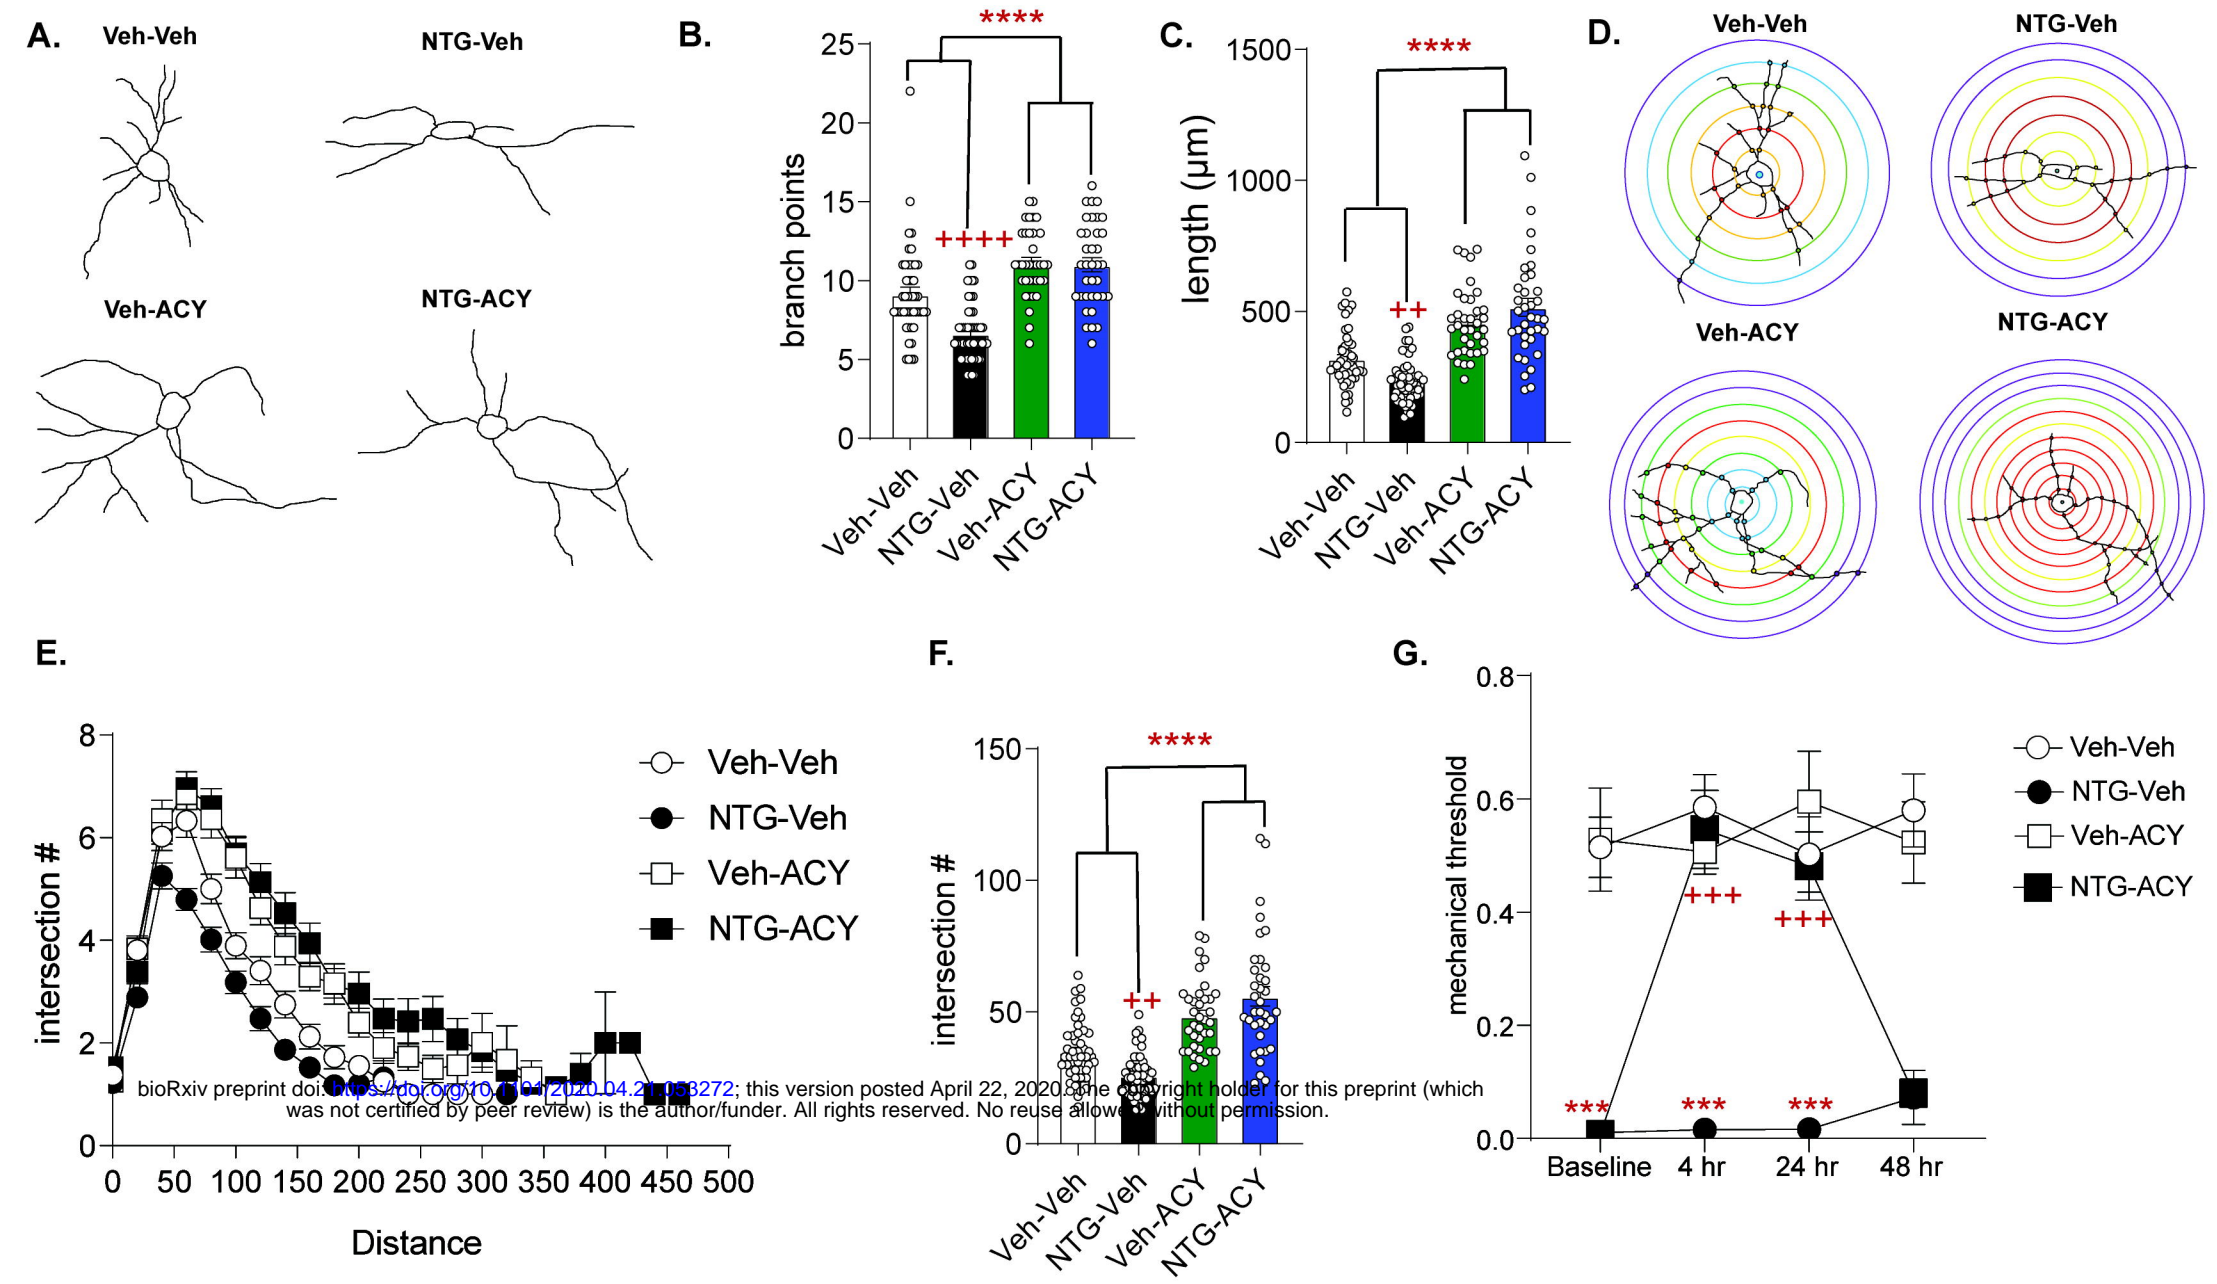 A.
Veh-Veh
NTG-Veh
Veh-ACY
NTG-ACY
B.
****
25
20
15
10
5
0
branch points
++++
Veh-Veh
NTG-Veh
Veh-ACY
NTG-ACY
C.
****
1500
1000
500
0
length (µm)
++
Veh-Veh
NTG-Veh
Veh-ACY
NTG-ACY
D.
Veh-Veh
NTG-Veh
Veh-ACY
NTG-ACY
E.
8
6
4
2
0
intersection #
0 50 100 150 200 250 300 350 400 450 500
Distance
Veh-Veh
NTG-Veh
Veh-ACY
NTG-ACY
F.
****
150
100
50
0
intersection #
++
Veh-Veh
NTG-Veh
Veh-ACY
NTG-ACY
G.
0.8
0.6
0.4
0.2
0.0
mechanical threshold
+++
+++
***
***
***
Baseline 4 hr 24 hr 48 hr
Veh-Veh
NTG-Veh
Veh-ACY
NTG-ACY
bioRxiv preprint doi: https://doi.org/10.1101/2020.04.21.053272; this version posted April 22, 2020. The copyright holder for this preprint (which
was not certified by peer review) is the author/funder. All rights reserved. No reuse allowed without permission.